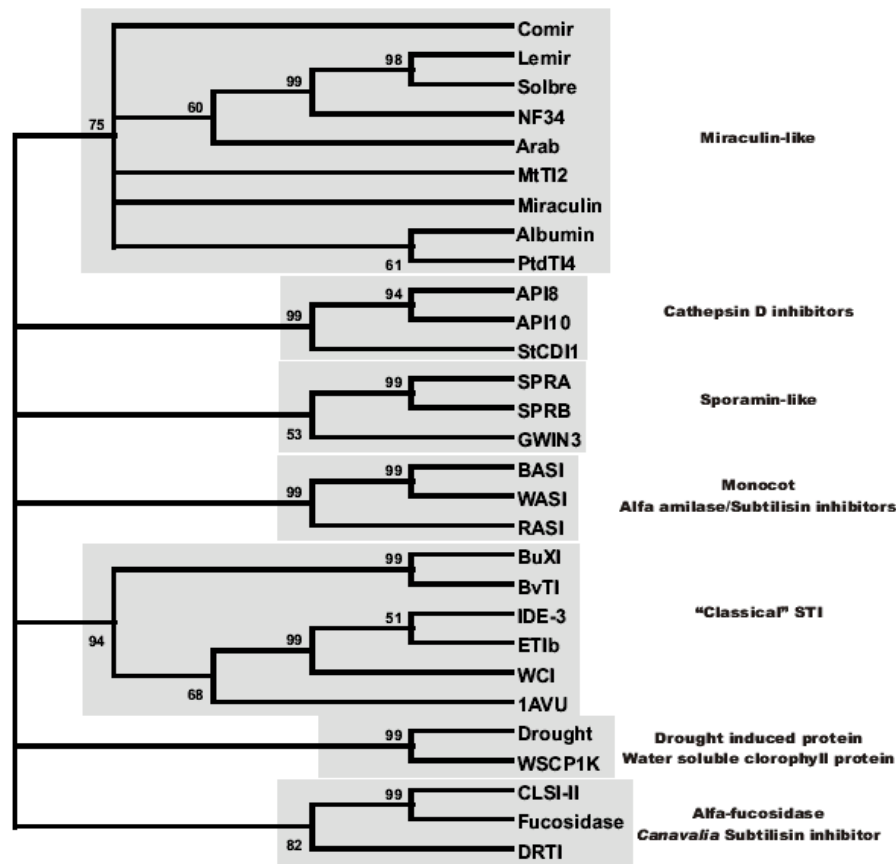 Comir
98
Lemir
99
Solbre
60
NF34
75
Arab
Miraculin-like
MtTI2
Miraculin
Albumin
61
PtdTI4
94
API8
99
API10
Cathepsin D inhibitors
StCDI1
99
SPRA
Sporamin-like
SPRB
53
GWIN3
99
BASI
Monocot
99
WASI
Alfa amilase/Subtilisin inhibitors
RASI
99
BuXI
BvTI
51
IDE-3
“Classical” STI
94
99
ETIb
WCI
68
1AVU
99
Drought
Drought induced protein
WSCP1K
Water soluble clorophyll protein
99
CLSI-II
Alfa-fucosidase
Fucosidase
Canavalia Subtilisin inhibitor
82
DRTI